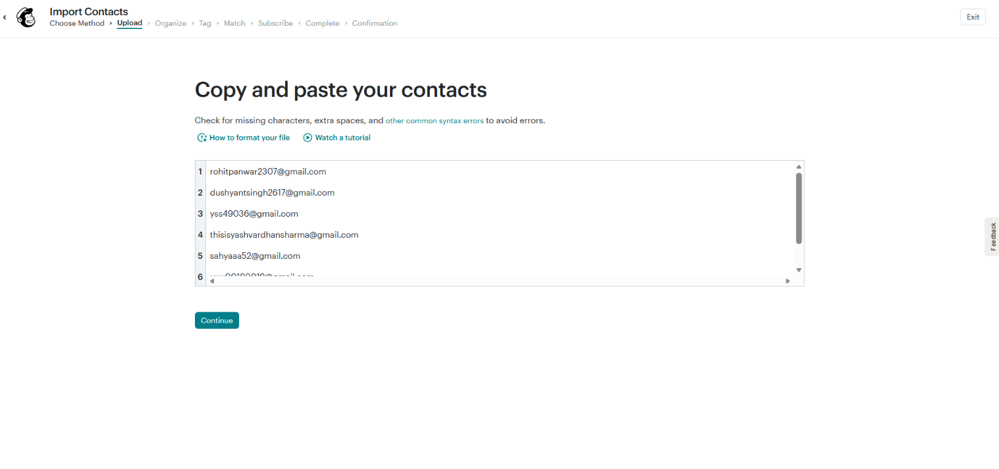 Import Contacts
Choose Method › Upload › Organize › Tag › Match › Subscribe › Complete › Confirmation
Exit
Copy and paste your contacts
Check for missing characters, extra spaces, and other common syntax errors to avoid errors.
How to format your file Watch a tutorial
1 rohitpanwar2307@gmail.com
2 dushyantsingh2617@gmail.com
3 yss49036@gmail.com
4 thisisyashvardhansharma@gmail.com
5 sahyaaa52@gmail.com
6
Continue
Feedback